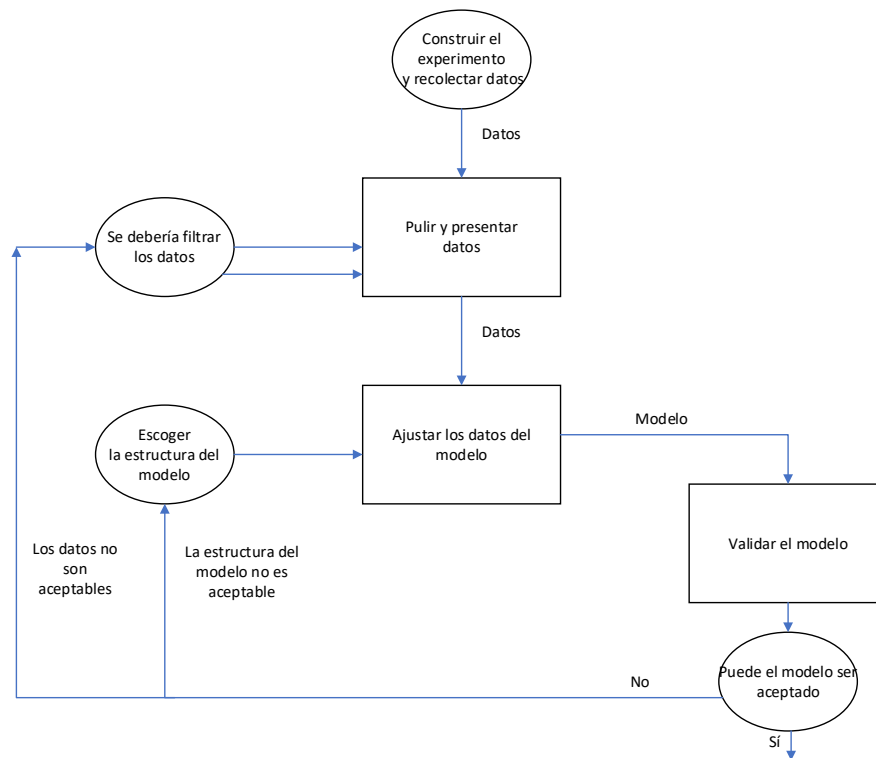 Construir el
experimento
y recolectar datos
Datos
Pulir y presentar
datos
Se debería filtrar
los datos
Datos
Ajustar los datos del
modelo
Modelo
Escoger
la estructura del
modelo
Validar el modelo
Los datos no
son
aceptables
La estructura del
modelo no es
aceptable
Puede el modelo ser
aceptado
No
Sí